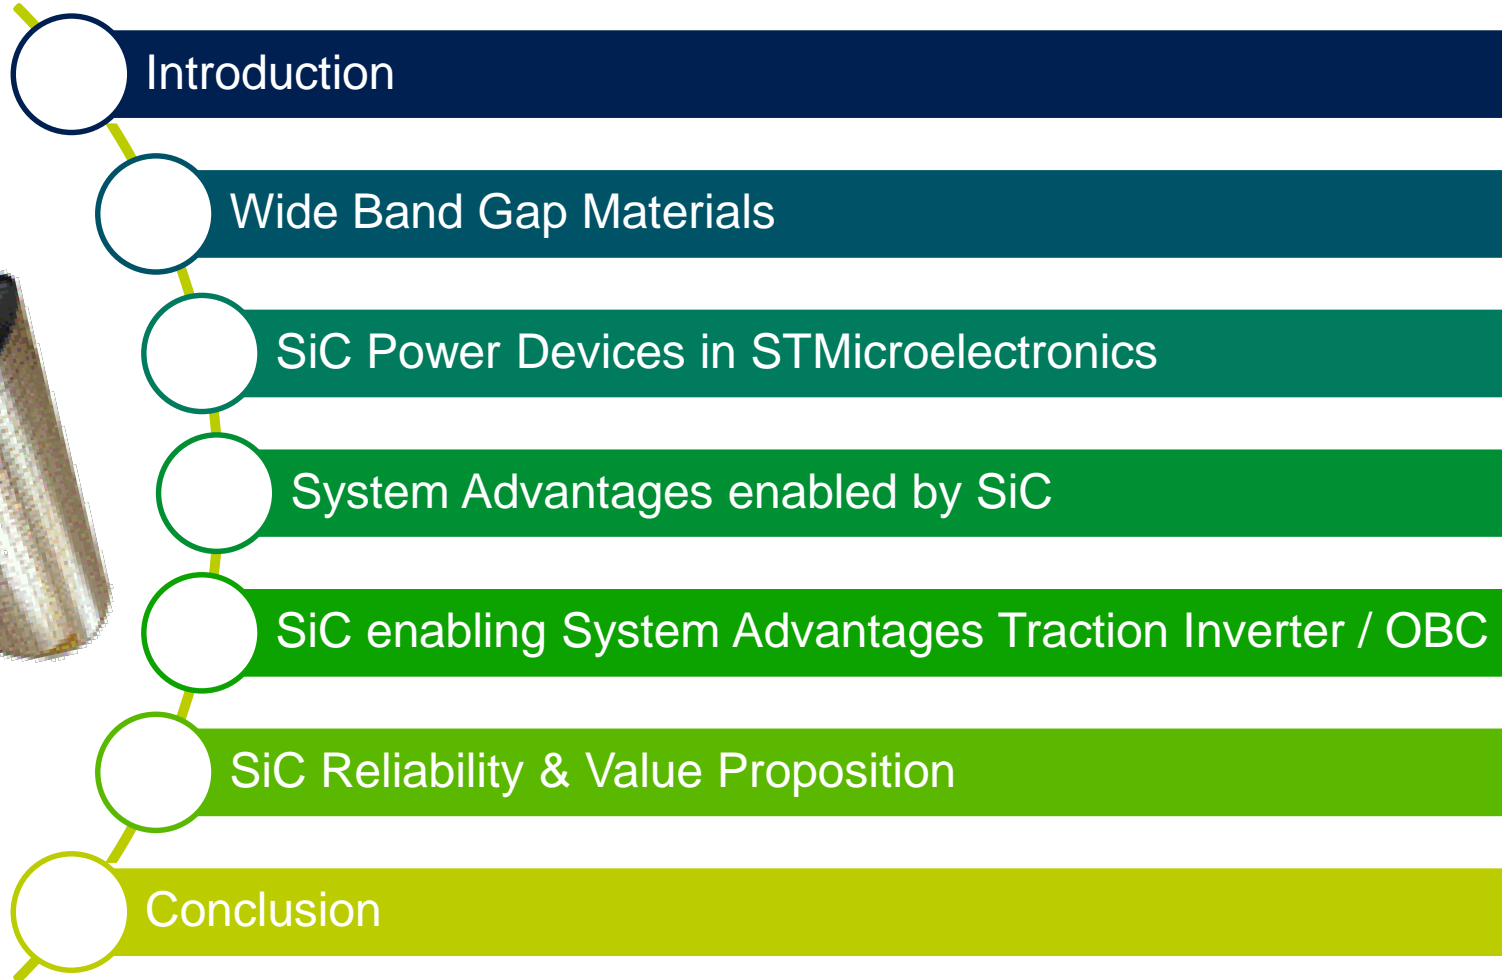 Introduction
Wide Band Gap Materials
SiC Power Devices in STMicroelectronics
System Advantages enabled by SiC
SiC enabling System Advantages Traction Inverter / OBC
SiC Reliability & Value Proposition
Conclusion